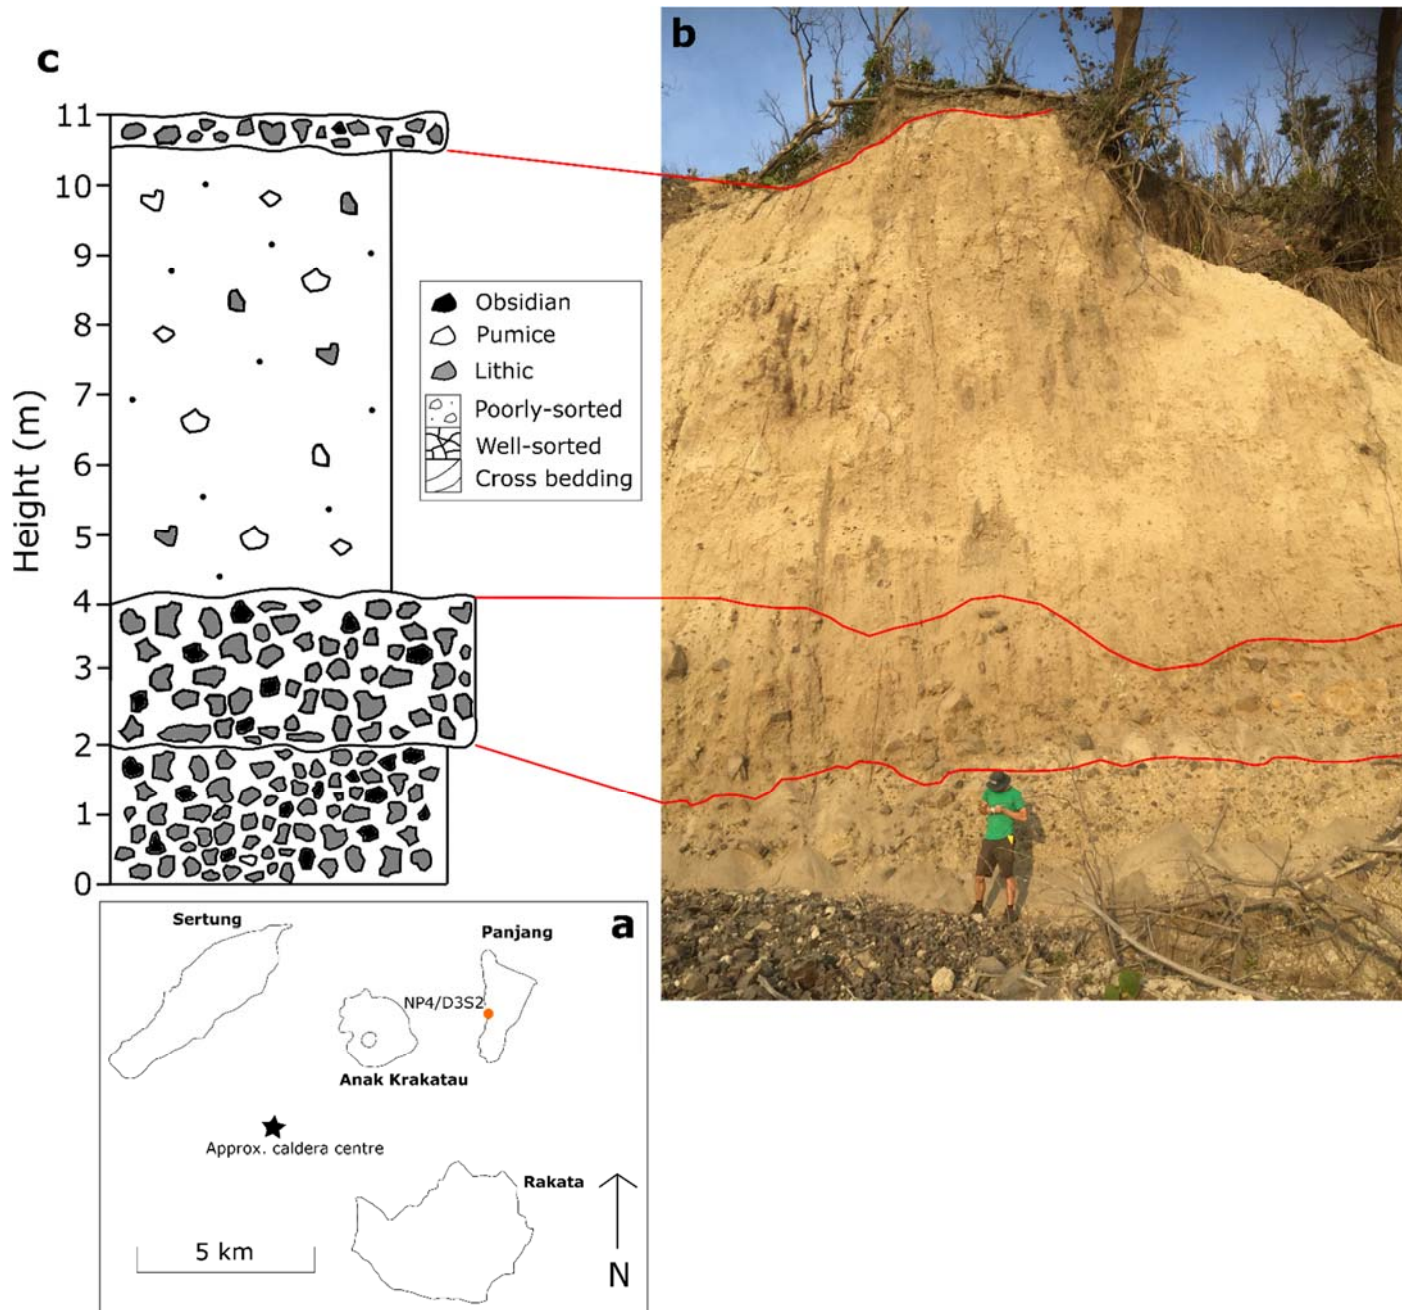 c
b
11
10
9
8
7
6
5
4
3
2
1
0
Height (m)
Obsidian
Pumice
Lithic
Poorly-sorted
Well-sorted
Cross bedding
a
Sertung
Panjang
NP4/D3S2
Anak Krakatau
Approx. caldera centre
Rakata
5 km
N